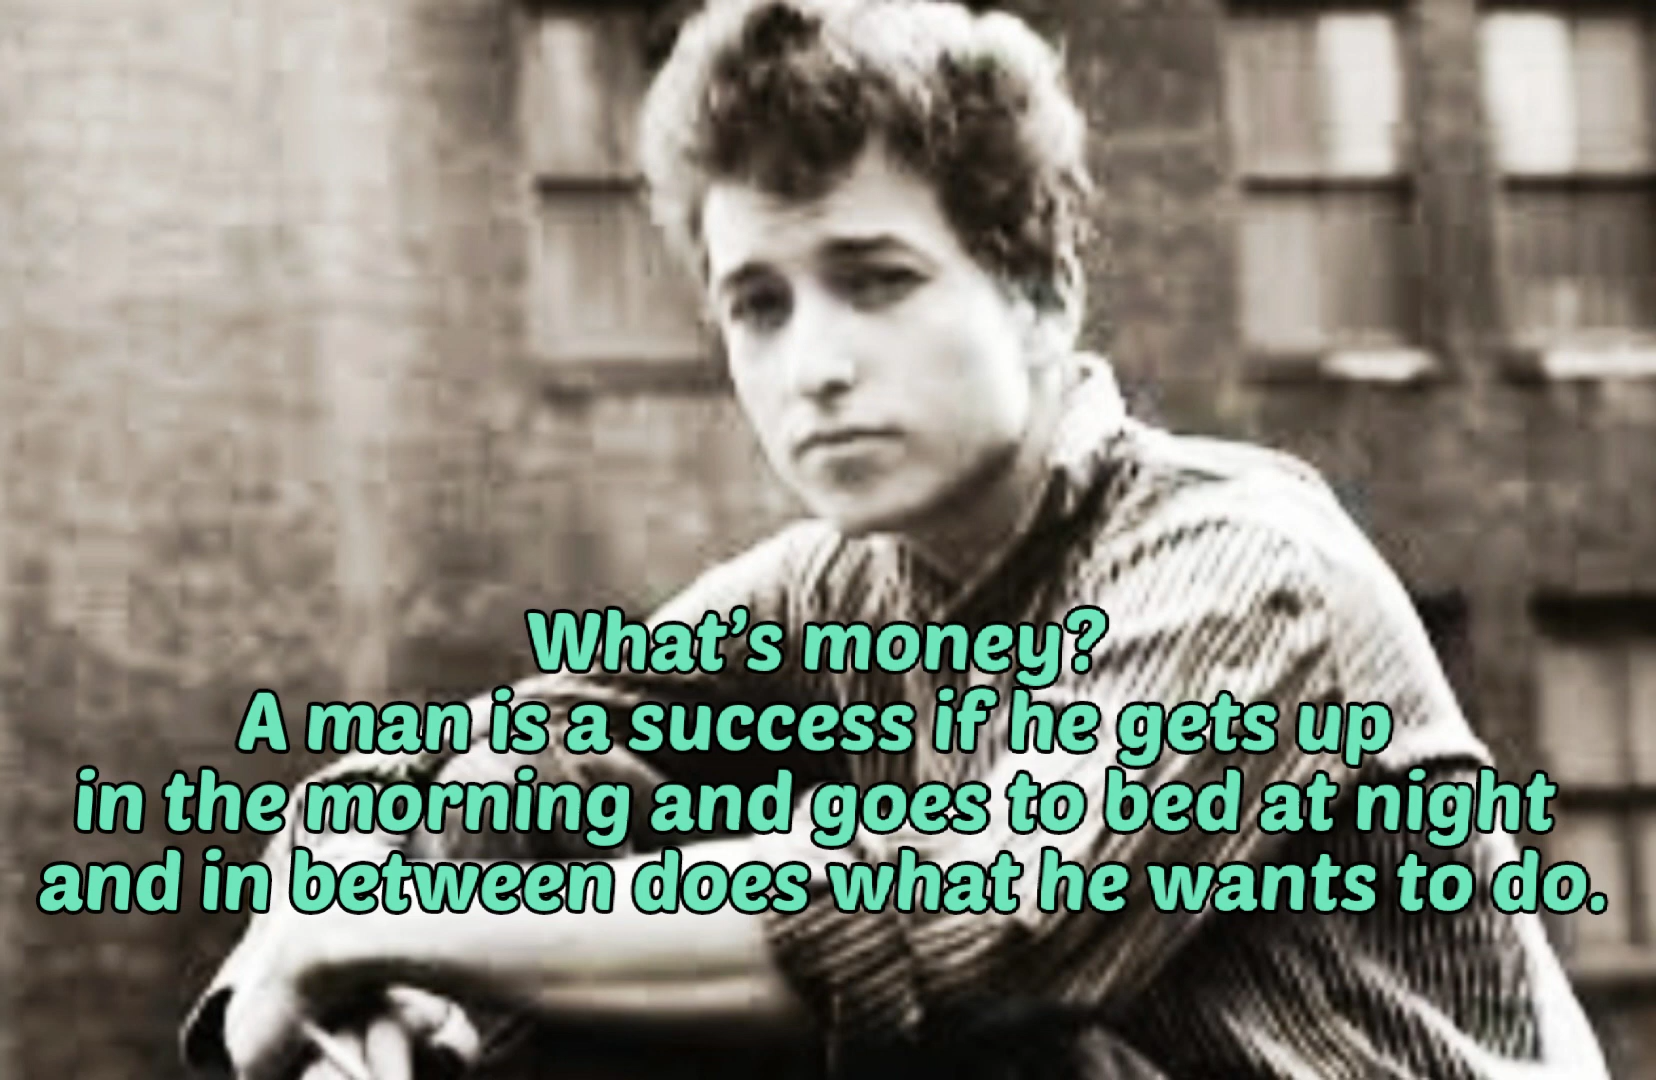 What’s money?
A man is a success if he gets up
in the morning and goes to bed at night
and in between does what he wants to do.